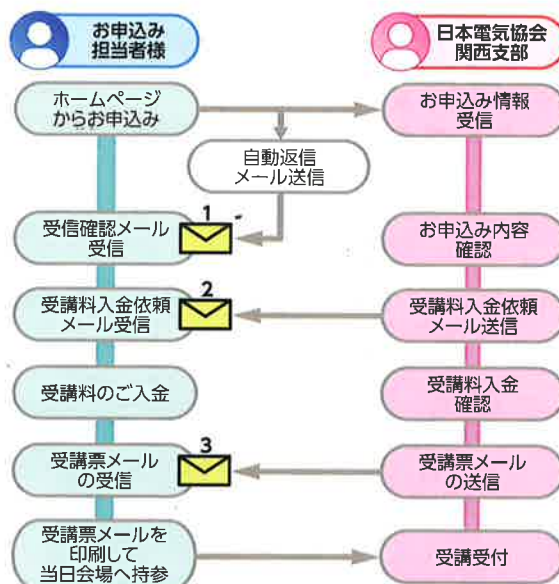 お申込み
担当者様
日本電気協会
関西支部
ホームページ
からお申込み
お申込み情報
受信
自動返信
メール送信
受信確認メール
受信
1
お申込み内容
確認
受講料入金依頼
メール受信
2
受講料入金依頼
メール送信
受講料のご入金
受講料入金
確認
受講票メール
の受信
3
受講票メール
の送信
受講票メールを
印刷して
当日会場へ持参
受講受付